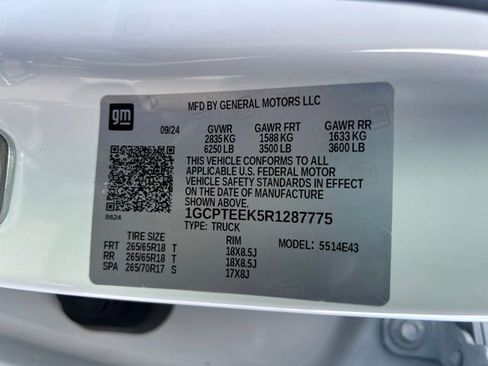 MFD BY GENERAL MOTORS LLC
gm
09/24 GVWR GAWR FRT GAWR RR
2835 KG 1588 KG 1633 KG
6250 LB 3500 LB 3600 LB
THIS VEHICLE CONFORMS TO ALL
APPLICABLE U.S. FEDERAL MOTOR
VEHICLE SAFETY STANDARDS IN EFFECT
ON THE DATE OF MANUFACTURE
SHOWN ABOVE.
8624
1GCPTEEK5R1287775
TYPE: TRUCK
TIRE SIZE RIM MODEL: 5514E43
FRT 265/65R18 T 18X8.5J
RR 265/65R18 T 18X8.5J
SPA 265/70R17 S 17X8J